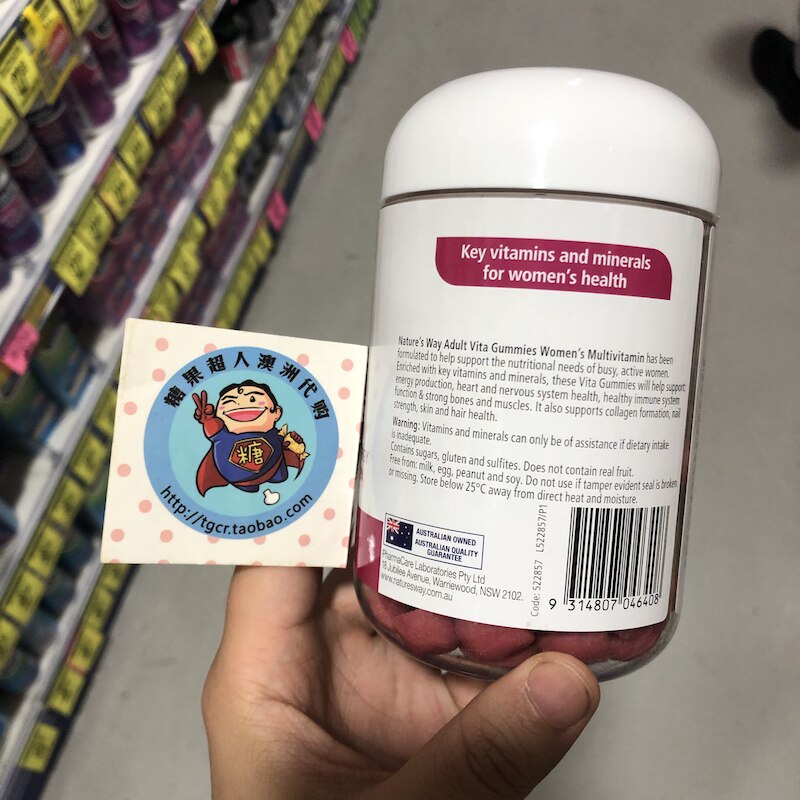 Key vitamins and minerals
for women's health
Nature's Way Adult Vita Gummies Women's Multivitamin has been
formulated to help support the nutritional needs of busy, active women.
Enriched with key vitamins and minerals, these Vita Gummies will help support
energy production, heart and nervous system health, healthy immune system
function & strong bones and muscles. It also supports collagen formation, nail
strength, skin and hair health.
Warning: Vitamins and minerals can only be of assistance if dietary intake
is inadequate.
Contains sugars, gluten and sulfites. Does not contain real fruit.
Free from: milk, egg, peanut and soy. Do not use if tamper evident seal is broken
or missing. Store below 25°C away from direct heat and moisture.
AUSTRALIAN OWNED
AUSTRALIAN QUALITY
GUARANTEE
PharmaCare Laboratories Pty Ltd
18 Jubilee Avenue, Warriewood, NSW 2102.
www.naturesway.com.au
Code: 522857 L522857/P1
9 314807 046408
糖果超人澳洲代购
糖
http://tgcr.taobao.com